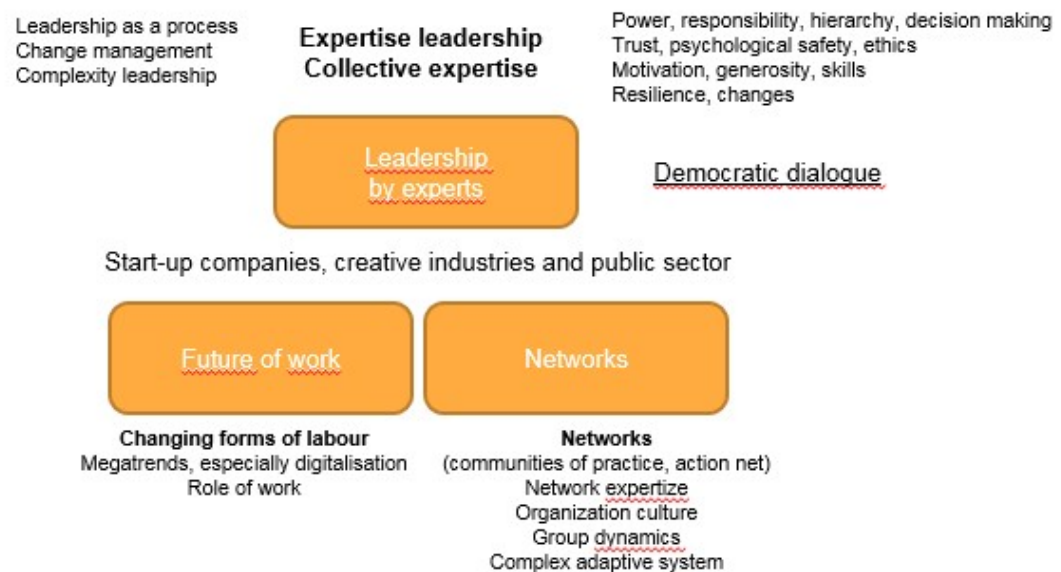 Leadership as a process
Change management
Complexity leadership
Expertise leadership
Collective expertise
Power, responsibility, hierarchy, decision making
Trust, psychological safety, ethics
Motivation, generosity, skills
Resilience, changes
Leadership
by experts
Democratic dialogue
Start-up companies, creative industries and public sector
Future of work
Networks
Changing forms of labour
Megatrends, especially digitalisation
Role of work
Networks
(communities of practice, action net)
Network expertize
Organization culture
Group dynamics
Complex adaptive system